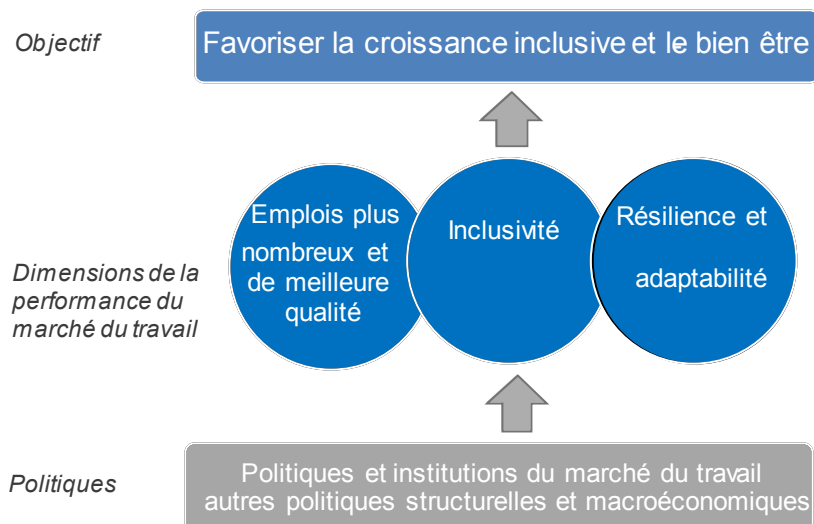 Objectif
Favoriser la croissance inclusive et le bien être
Emplois plus
nombreux et
de meilleure
qualité
Inclusivité
Résilience et
adaptabilité
Dimensions de la
performance du
marché du travail
Politiques
Politiques et institutions du marché du travail
autres politiques structurelles et macroéconomiques